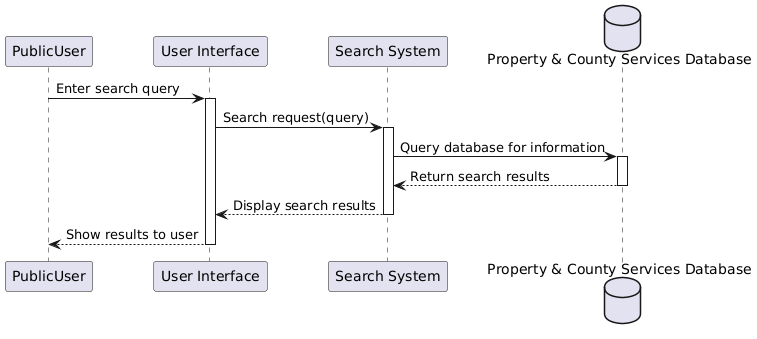 PublicUser
User Interface
Search System
Property & County Services Database
Enter search query
Search request(query)
Query database for information
Return search results
Display search results
Show results to user
PublicUser
User Interface
Search System
Property & County Services Database